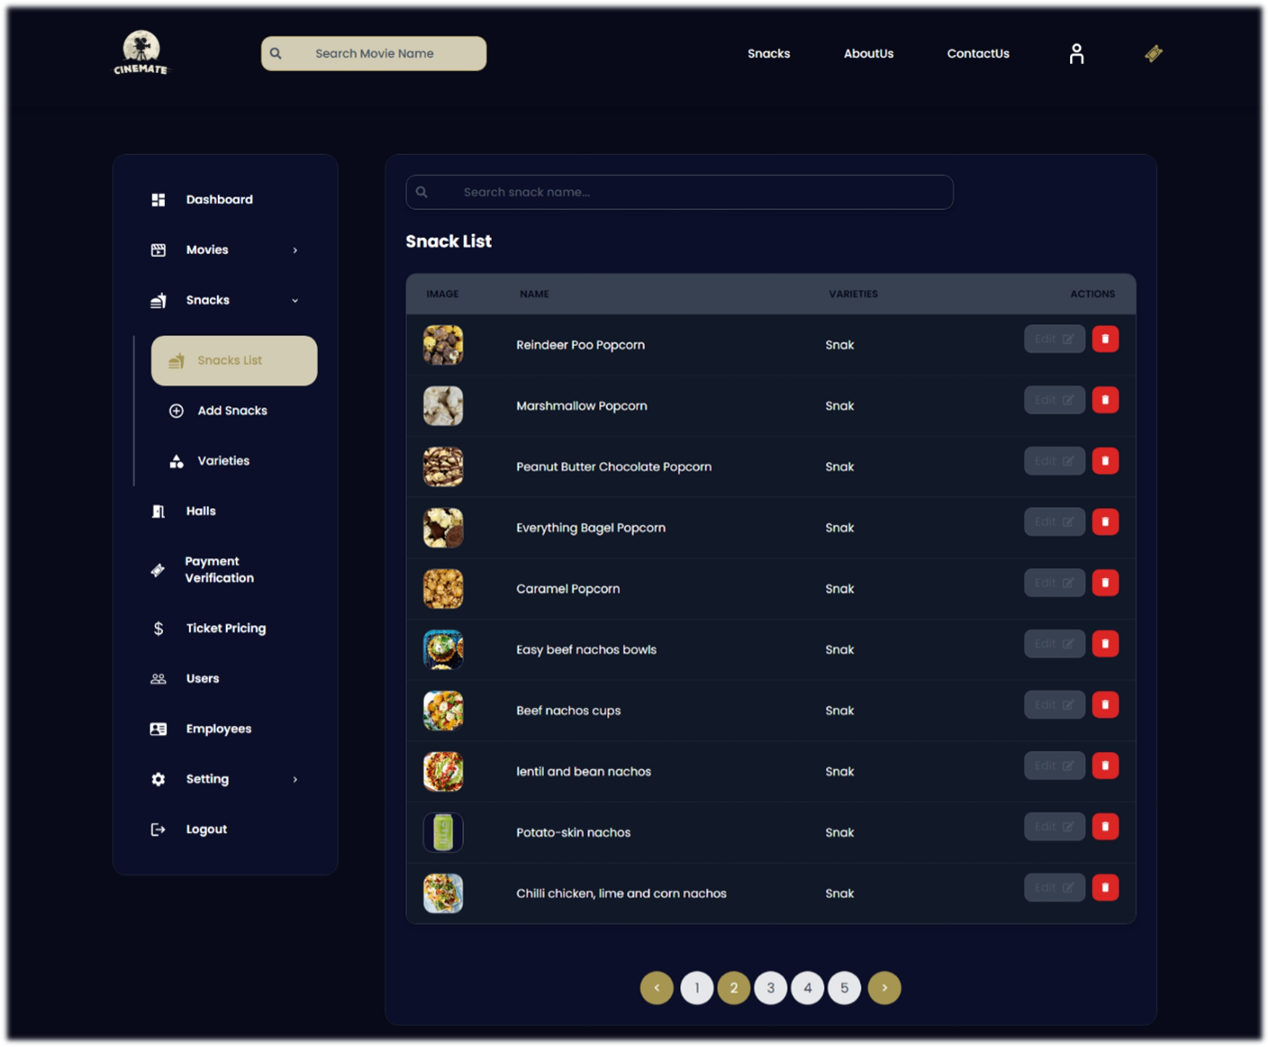 CINEMATE
Search Movie Name
Snacks
AboutUs
ContactUs
Dashboard
Movies
Snacks
Snacks List
Add Snacks
Varieties
Halls
Payment
Verification
Ticket Pricing
Users
Employees
Setting
Logout
Search snack name...
Snack List
IMAGE NAME VARIETIES ACTIONS
Reindeer Poo Popcorn Snak Edit
Marshmallow Popcorn Snak Edit
Peanut Butter Chocolate Popcorn Snak Edit
Everything Bagel Popcorn Snak Edit
Caramel Popcorn Snak Edit
Easy beef nachos bowls Snak Edit
Beef nachos cups Snak Edit
lentil and bean nachos Snak Edit
Potato-skin nachos Snak Edit
Chilli chicken, lime and corn nachos Snak Edit
‹ 1 2 3 4 5 ›